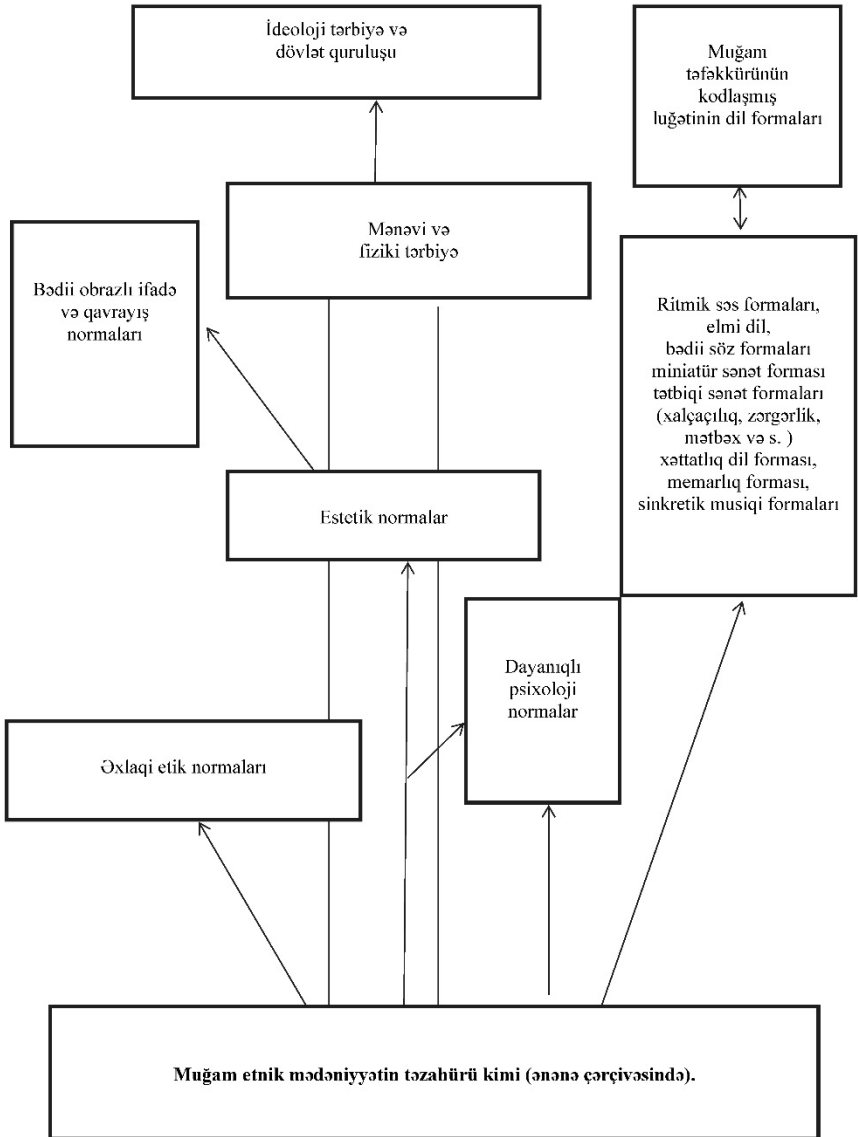 İdeoloji tərbiyə və
dövlət quruluşu
Muğam
təfəkkürünün
kodlaşmış
luğətinin dil formaları
Mənəvi və
fiziki tərbiyə
Bədii obrazlı ifadə
və qavrayış
normaları
Ritmik səs formaları,
elmi dil,
bədii söz formaları
miniatür sənət forması
tətbiqi sənət formaları
(xalçaçılıq, zərgərlik,
mətbəx və s. )
xəttatlıq dil forması,
memarlıq forması,
sinkretik musiqi formaları
Estetik normalar
Dayanıqlı
psixoloji
normalar
Əxlaqi etik normaları
Muğam etnik mədəniyyətin təzahürü kimi (ənənə çərçivəsində).